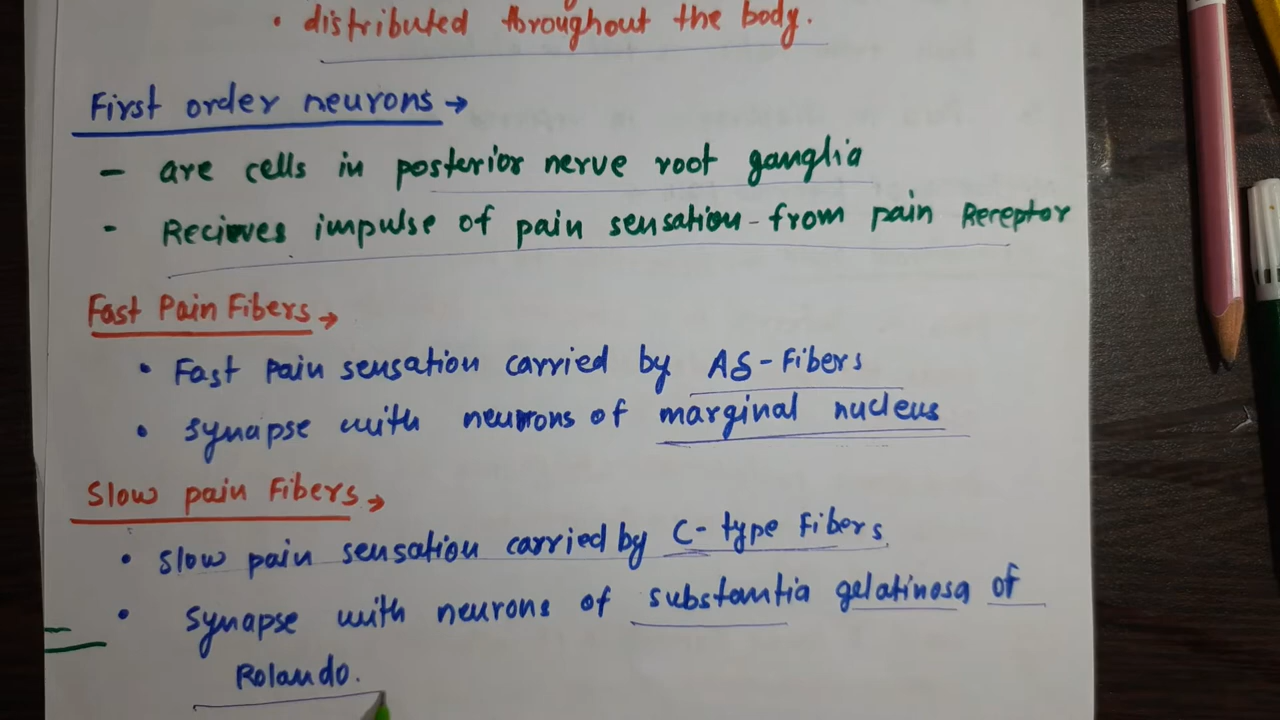 • distributed throughout the body.
First order neurons →
- are cells in posterior nerve root ganglia
- Recieves impulse of pain sensation from pain Receptor
Fast Pain Fibers →
• Fast pain sensation carried by Aδ-Fibers
• synapse with neurons of marginal nucleus
Slow pain Fibers →
• slow pain sensation carried by C-type Fibers
• synapse with neurons of substantia gelatinosa of
Rolando.